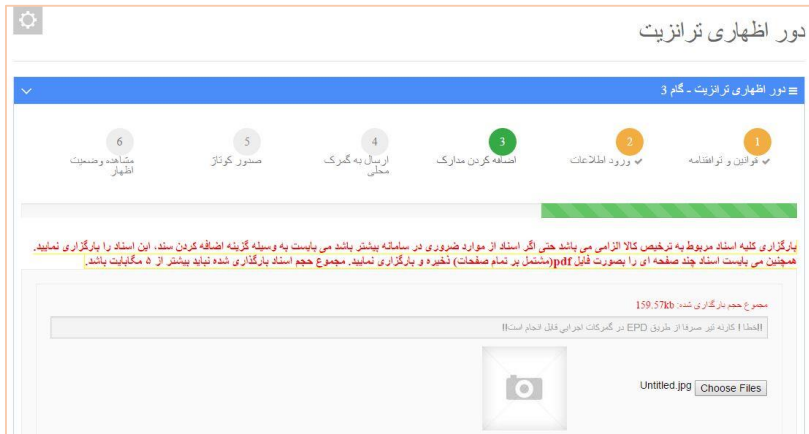 دور اظهاری ترانزیت
دور اظهاری ترانزیت - گام 3
1
قوانین و توافقنامه
2
ورود اطلاعات
3
اضافه کردن مدارک
4
ارسال به گمرک
محلی
5
صدور کوتاژ
6
مشاهده وضعیت
اظهار
بارگزاری کلیه اسناد مربوط به ترخیص کالا الزامی می باشد حتی اگر اسناد از موارد ضروری در سامانه بیشتر باشد می بایست به وسیله گزینه اضافه کردن سند، این اسناد را بارگزاری نمایید.
همچنین می بایست اسناد چند صفحه ای را بصورت فایل pdf(مشتمل بر تمام صفحات) ذخیره و بارگزاری نمایید. مجموع حجم اسناد بارگذاری شده نباید بیشتر از ۵ مگابایت باشد.
مجموع حجم بارگذاری شده: 159.57kb
!!خطا ! کارنه تیر صرفا از طریق EPD در گمرکات اجرایی قابل انجام است!!
Choose Files Untitled.jpg